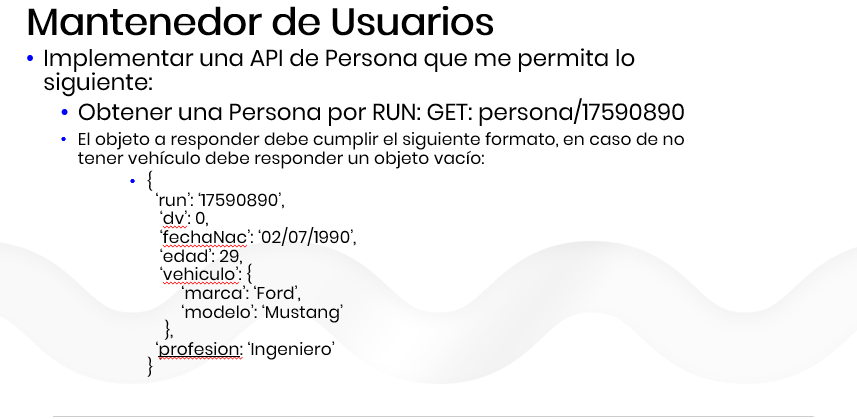 Mantenedor de Usuarios
• Implementar una API de Persona que me permita lo
siguiente:
• Obtener una Persona por RUN: GET: persona/17590890
• El objeto a responder debe cumplir el siguiente formato, en caso de no
tener vehículo debe responder un objeto vacío:
• {
‘run’: ‘17590890’,
‘dv’: 0,
‘fechaNac’: ‘02/07/1990’,
‘edad’: 29,
‘vehiculo’: {
‘marca’: ‘Ford’,
‘modelo’: ‘Mustang’
},
‘profesion: ‘Ingeniero’
}